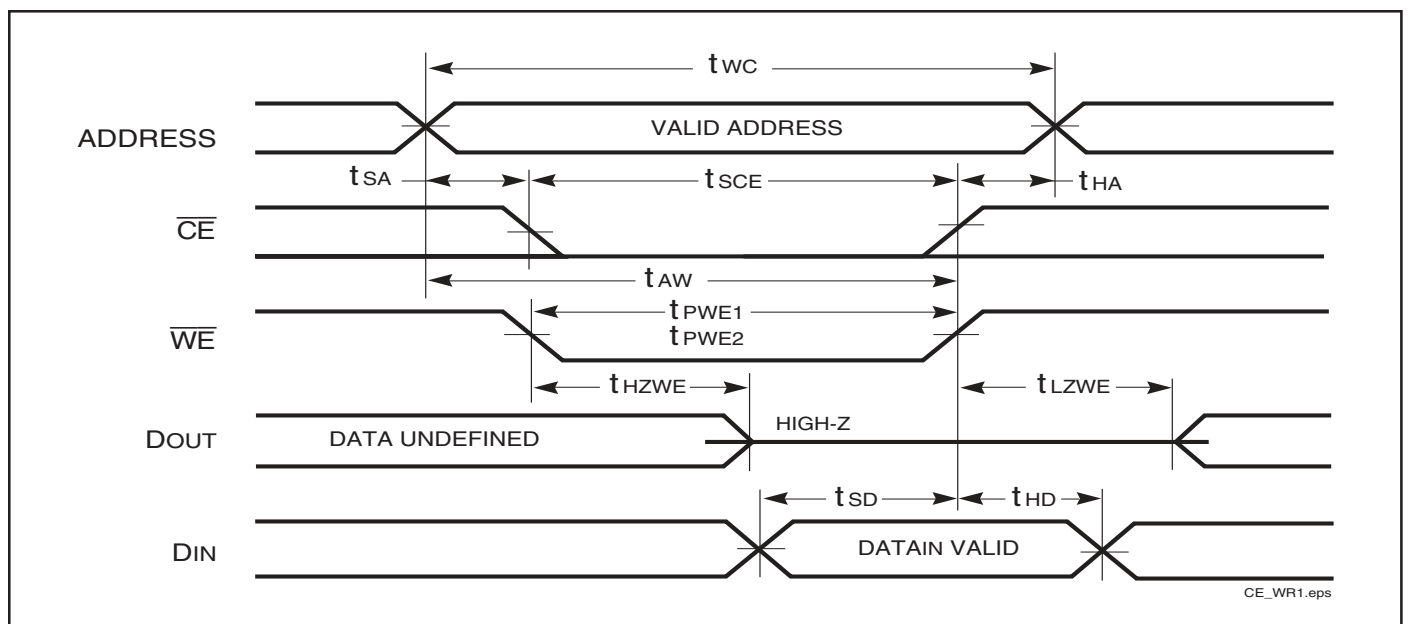 tWC
ADDRESS
VALID ADDRESS
tSA
tSCE
tHA
CE
tAW
tPWE1
WE
tPWE2
tHZWE
tLZWE
DOUT
DATA UNDEFINED
HIGH-Z
tSD
tHD
DIN
DATAIN VALID
CE_WR1.eps